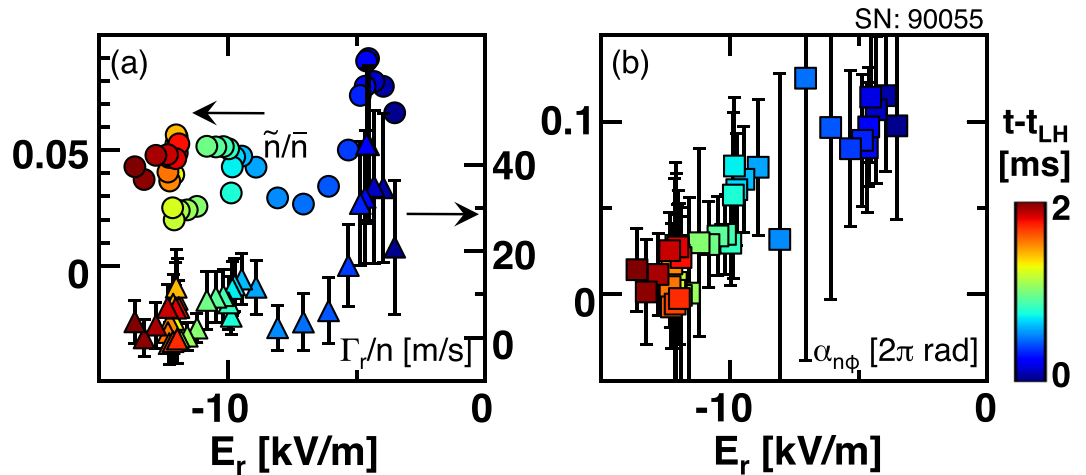 SN: 90055
(a)
ñ/n̄
0.05
0
40
20
0
Γr/n [m/s]
-10
0
Er [kV/m]
(b)
0.1
0
αnϕ [2π rad]
-10
0
Er [kV/m]
t-tLH
[ms]
2
0